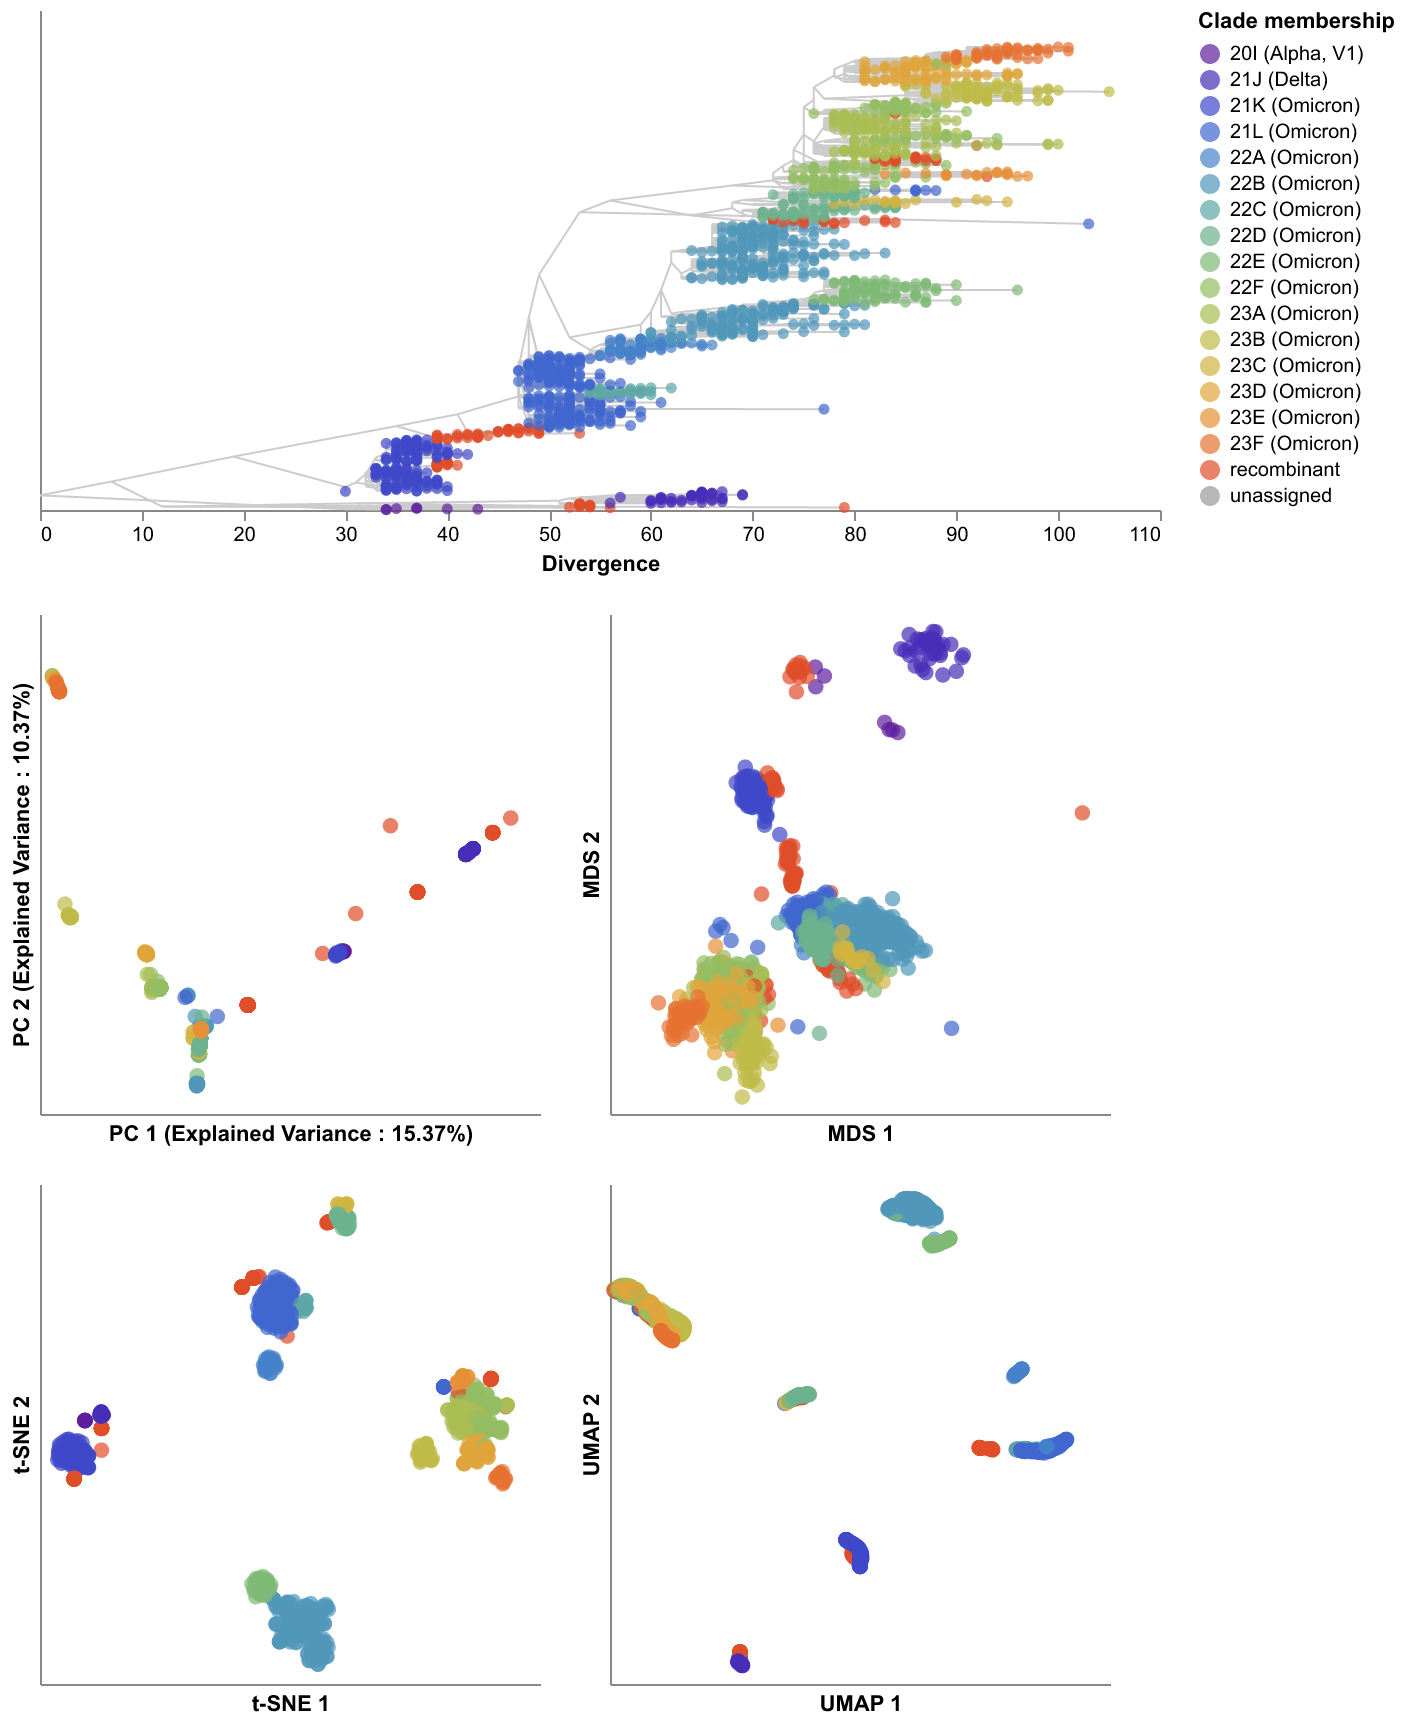 Clade membership
20I (Alpha, V1)
21J (Delta)
21K (Omicron)
21L (Omicron)
22A (Omicron)
22B (Omicron)
22C (Omicron)
22D (Omicron)
22E (Omicron)
22F (Omicron)
23A (Omicron)
23B (Omicron)
23C (Omicron)
23D (Omicron)
23E (Omicron)
23F (Omicron)
recombinant
unassigned
0 10 20 30 40 50 60 70 80 90 100 110
Divergence
PC 2 (Explained Variance : 10.37%)
PC 1 (Explained Variance : 15.37%)
MDS 2
MDS 1
t-SNE 2
t-SNE 1
UMAP 2
UMAP 1